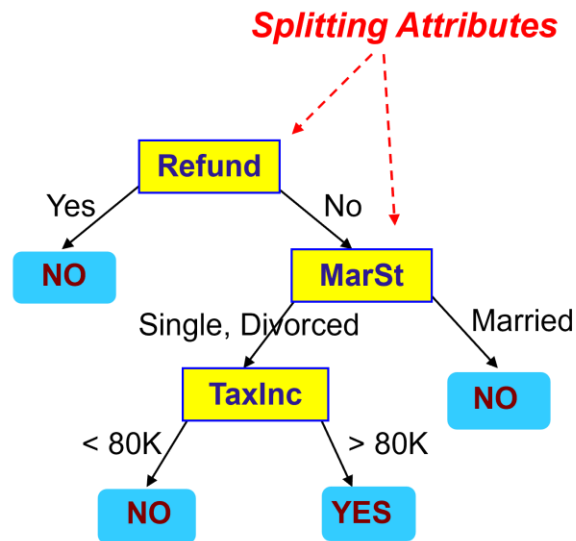 Splitting Attributes
Refund
Yes
No
NO
MarSt
Single, Divorced
Married
TaxInc
NO
< 80K
> 80K
NO
YES